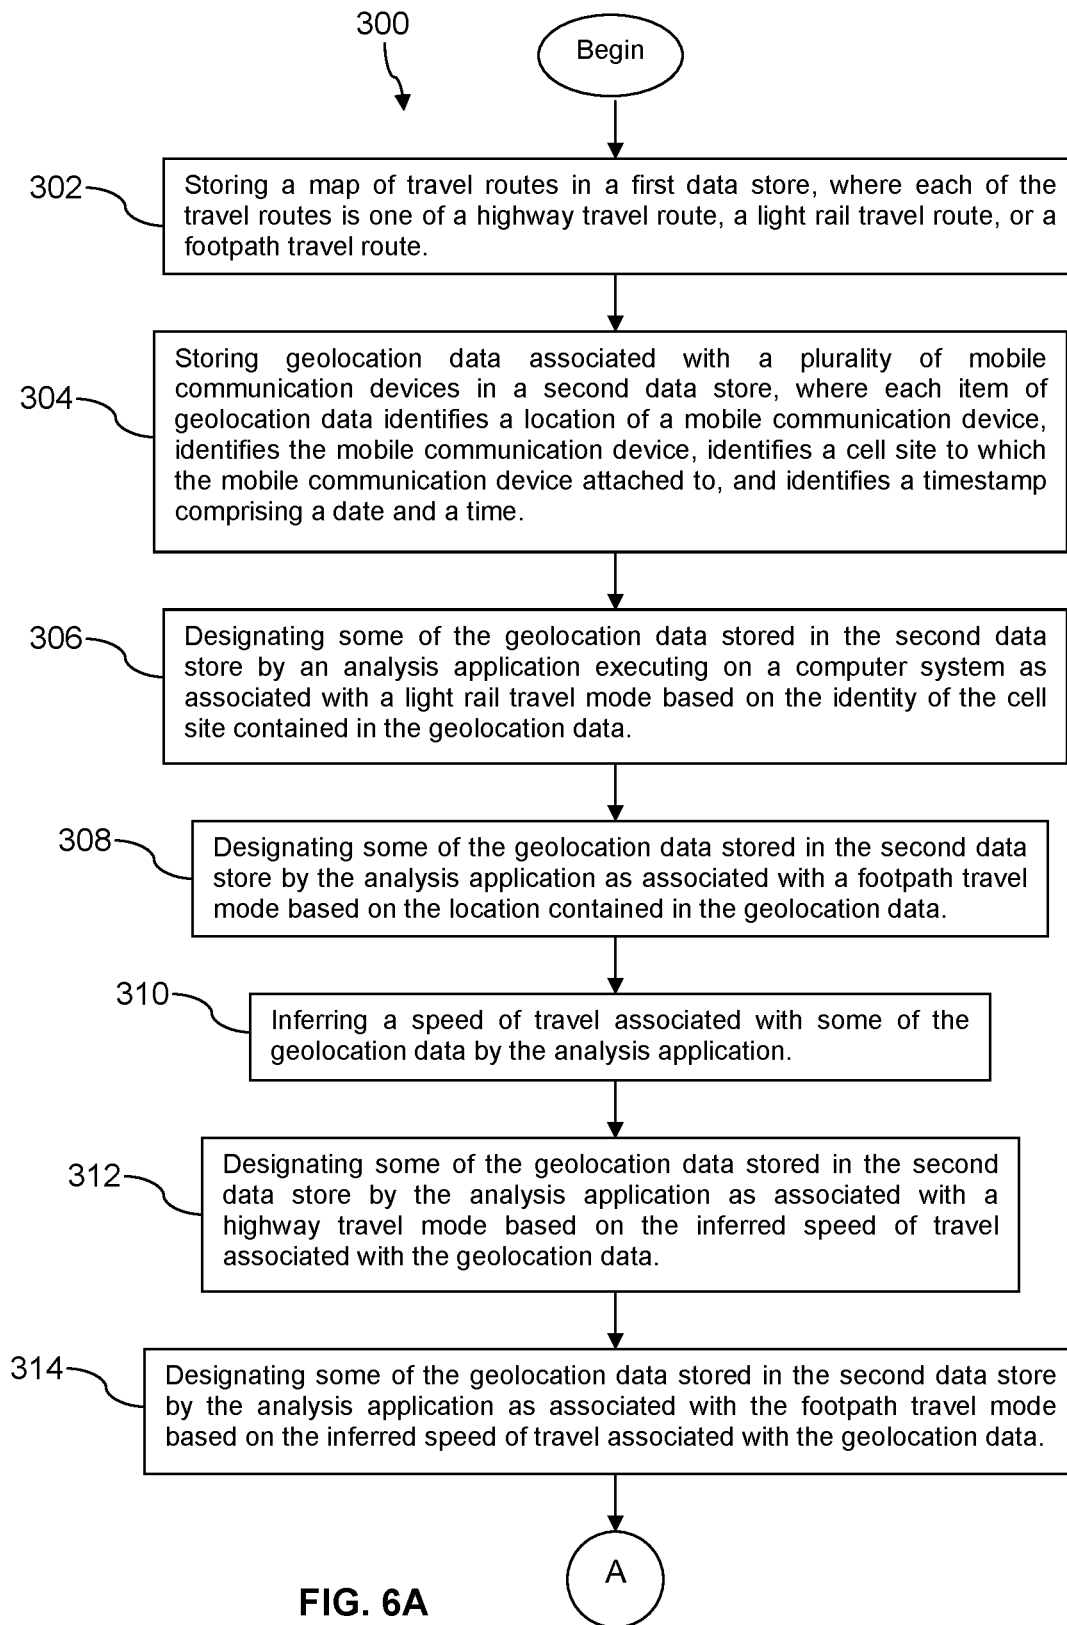 300
Begin
302
Storing a map of travel routes in a first data store, where each of the
travel routes is one of a highway travel route, a light rail travel route, or a
footpath travel route.
304
Storing geolocation data associated with a plurality of mobile
communication devices in a second data store, where each item of
geolocation data identifies a location of a mobile communication device,
identifies the mobile communication device, identifies a cell site to which
the mobile communication device attached to, and identifies a timestamp
comprising a date and a time.
306
Designating some of the geolocation data stored in the second data
store by an analysis application executing on a computer system as
associated with a light rail travel mode based on the identity of the cell
site contained in the geolocation data.
308
Designating some of the geolocation data stored in the second data
store by the analysis application as associated with a footpath travel
mode based on the location contained in the geolocation data.
310
Inferring a speed of travel associated with some of the
geolocation data by the analysis application.
312
Designating some of the geolocation data stored in the second
data store by the analysis application as associated with a
highway travel mode based on the inferred speed of travel
associated with the geolocation data.
314
Designating some of the geolocation data stored in the second data store
by the analysis application as associated with the footpath travel mode
based on the inferred speed of travel associated with the geolocation data.
A
FIG. 6A